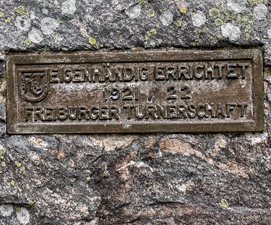 EIGENHÄNDIG ERRICHTET
1921 / 22
FREIBURGER TURNERSCHAFT